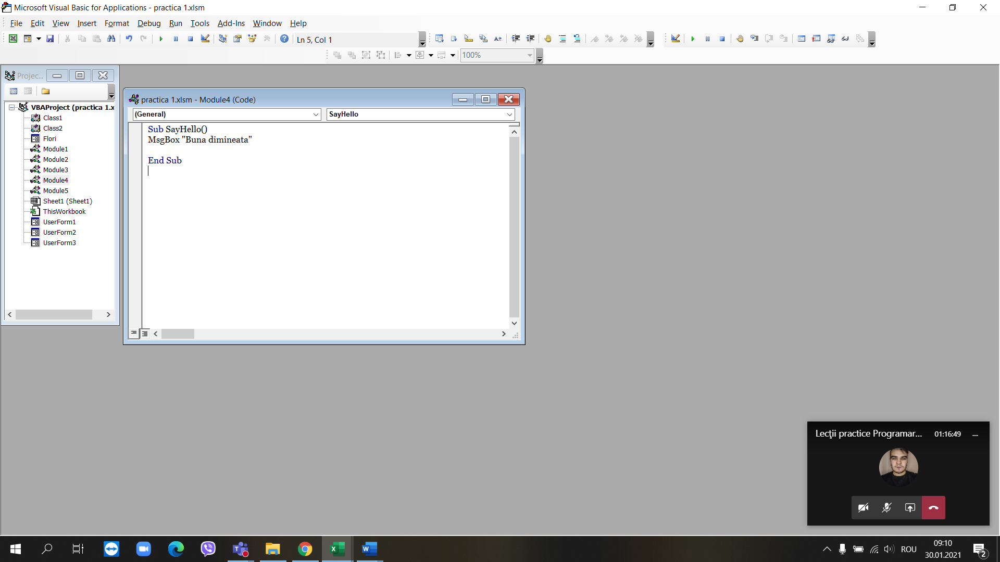 Microsoft Visual Basic for Applications - practica 1.xlsm
File Edit View Insert Format Debug Run Tools Add-Ins Window Help
Ln 5, Col 1
100%
Projec...
VBAProject (practica 1.x
Class1
Class2
Flori
Module1
Module2
Module3
Module4
Module5
Sheet1 (Sheet1)
ThisWorkbook
UserForm1
UserForm2
UserForm3
practica 1.xlsm - Module4 (Code)
(General)
SayHello
Sub SayHello()
MsgBox "Buna dimineata"
End Sub
Lecții practice Programar... 01:16:49
ROU
09:10
30.01.2021
2